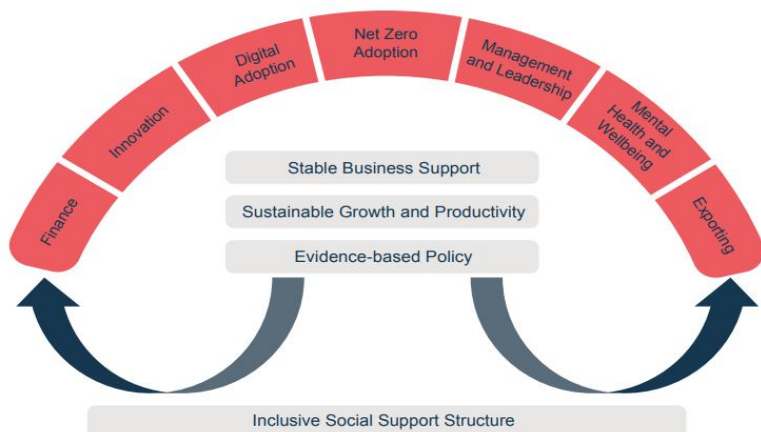 Finance
Innovation
Digital
Adoption
Net Zero
Adoption
Management
and Leadership
Mental
Health and
Wellbeing
Exporting
Stable Business Support
Sustainable Growth and Productivity
Evidence-based Policy
Inclusive Social Support Structure